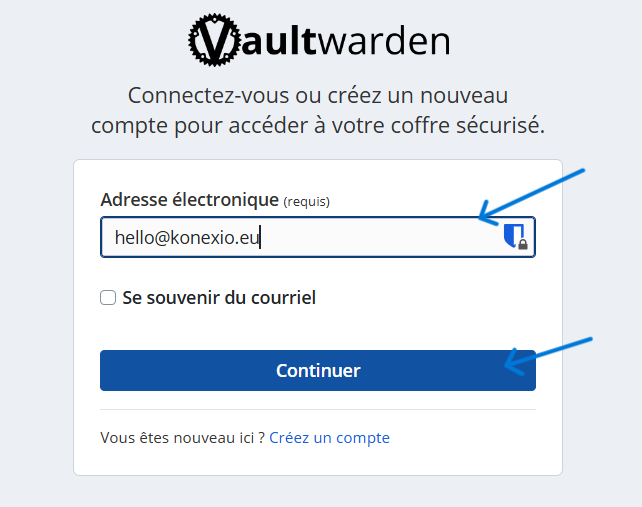 Vaultwarden
Connectez-vous ou créez un nouveau
compte pour accéder à votre coffre sécurisé.
Adresse électronique (requis)
hello@konexio.eu
Se souvenir du courriel
Continuer
Vous êtes nouveau ici ? Créez un compte